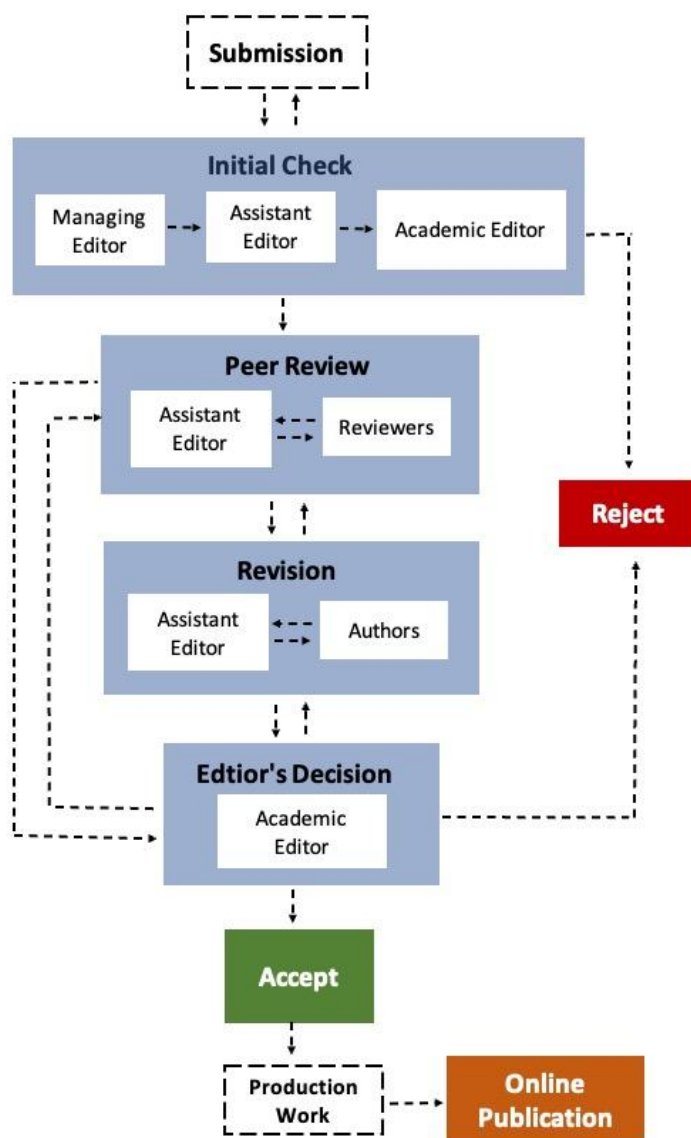 Submission
Initial Check
Managing
Editor
Assistant
Editor
Academic Editor
Peer Review
Assistant
Editor
Reviewers
Reject
Revision
Assistant
Editor
Authors
Edtior's Decision
Academic
Editor
Accept
Production
Work
Online
Publication